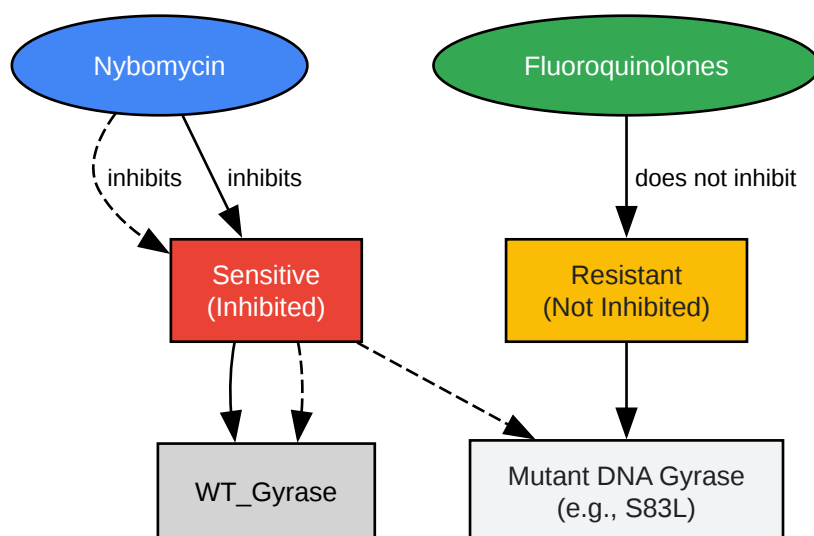 Nybomycin
Fluoroquinolones
inhibits
inhibits
does not inhibit
Sensitive
(Inhibited)
Resistant
(Not Inhibited)
WT_Gyrase
Mutant DNA Gyrase
(e.g., S83L)